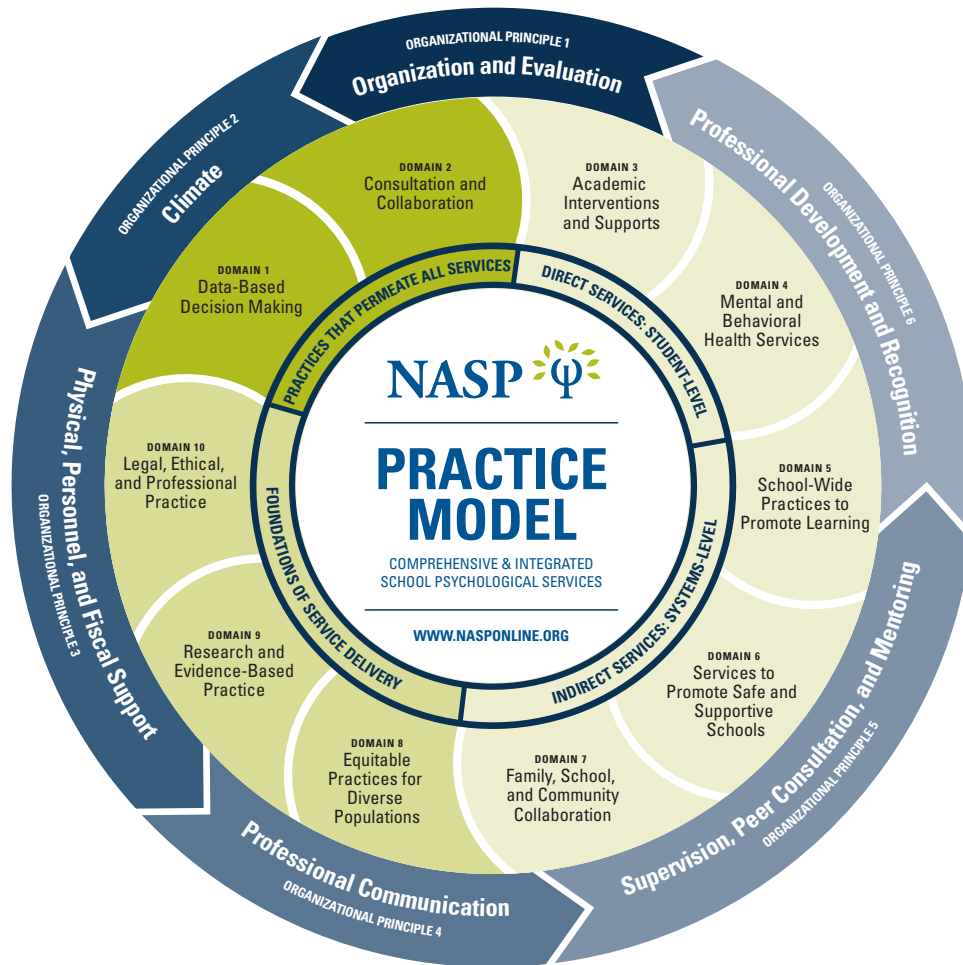 ORGANIZATIONAL PRINCIPLE 1
Organization and Evaluation
ORGANIZATIONAL PRINCIPLE 2
Climate
Physical, Personnel, and Fiscal Support
ORGANIZATIONAL PRINCIPLE 3
Professional Communication
ORGANIZATIONAL PRINCIPLE 4
Supervision, Peer Consultation, and Mentoring
ORGANIZATIONAL PRINCIPLE 5
ORGANIZATIONAL PRINCIPLE 6
Professional Development and Recognition
DOMAIN 1
Data-Based
Decision Making
DOMAIN 2
Consultation and
Collaboration
DOMAIN 3
Academic
Interventions
and Supports
DOMAIN 4
Mental and
Behavioral
Health Services
DOMAIN 5
School-Wide
Practices to
Promote Learning
DOMAIN 6
Services to
Promote Safe and
Supportive
Schools
DOMAIN 7
Family, School,
and Community
Collaboration
DOMAIN 8
Equitable
Practices for
Diverse
Populations
DOMAIN 9
Research and
Evidence-Based
Practice
DOMAIN 10
Legal, Ethical,
and Professional
Practice
PRACTICES THAT PERMEATE ALL SERVICES
DIRECT SERVICES: STUDENT-LEVEL
INDIRECT SERVICES: SYSTEMS-LEVEL
FOUNDATIONS OF SERVICE DELIVERY
NASP ψ
PRACTICE
MODEL
COMPREHENSIVE & INTEGRATED
SCHOOL PSYCHOLOGICAL SERVICES
WWW.NASPONLINE.ORG